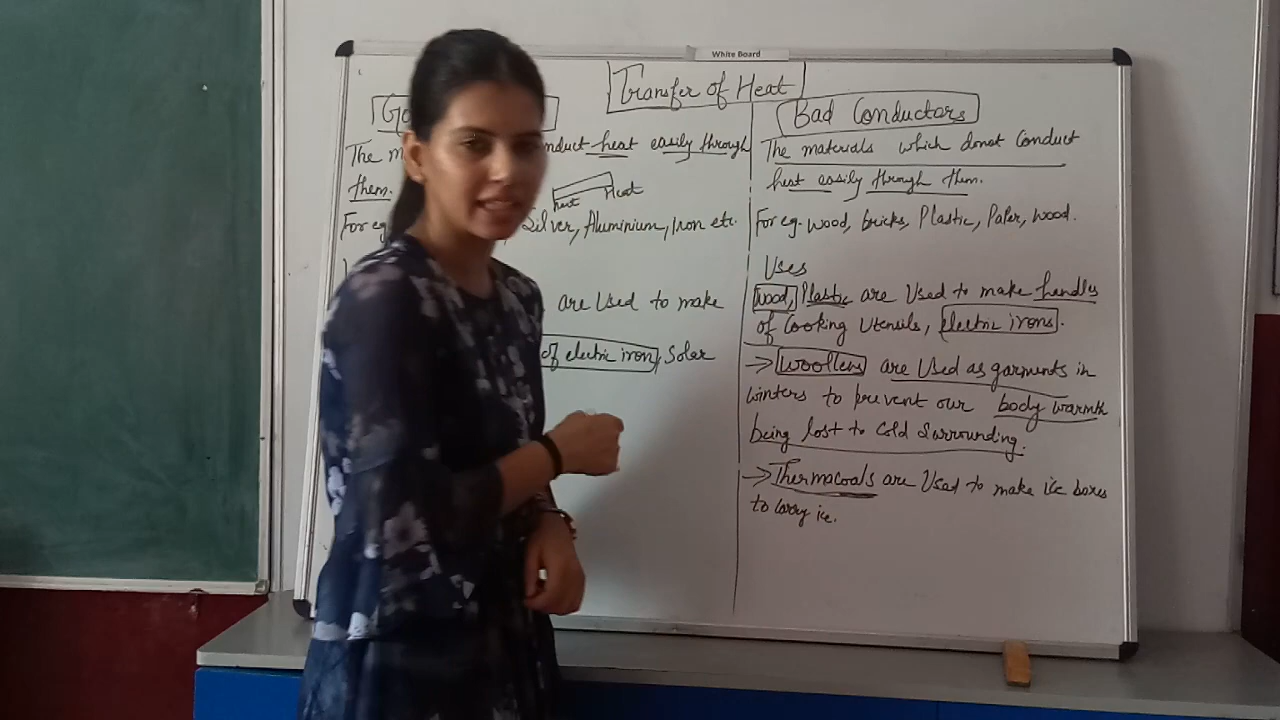 White Board
Transfer of Heat
The
heat easily through
them.
heat Heat
For eg Silver, Aluminium, Iron etc.
are Used to make
of electric iron, Solar
Bad Conductors
The materials which donot Conduct
heat easily through them.
For eg. wood, bricks, Plastic, Paper, wood.
Uses
Wood, Plastic are Used to make handles
of Cooking Utensils, electric irons.
→ Woollens are Used as garments in
winters to prevent our body warmth
being lost to Cold Surrounding.
→ Thermacoals are Used to make ice boxes
to carry ice.